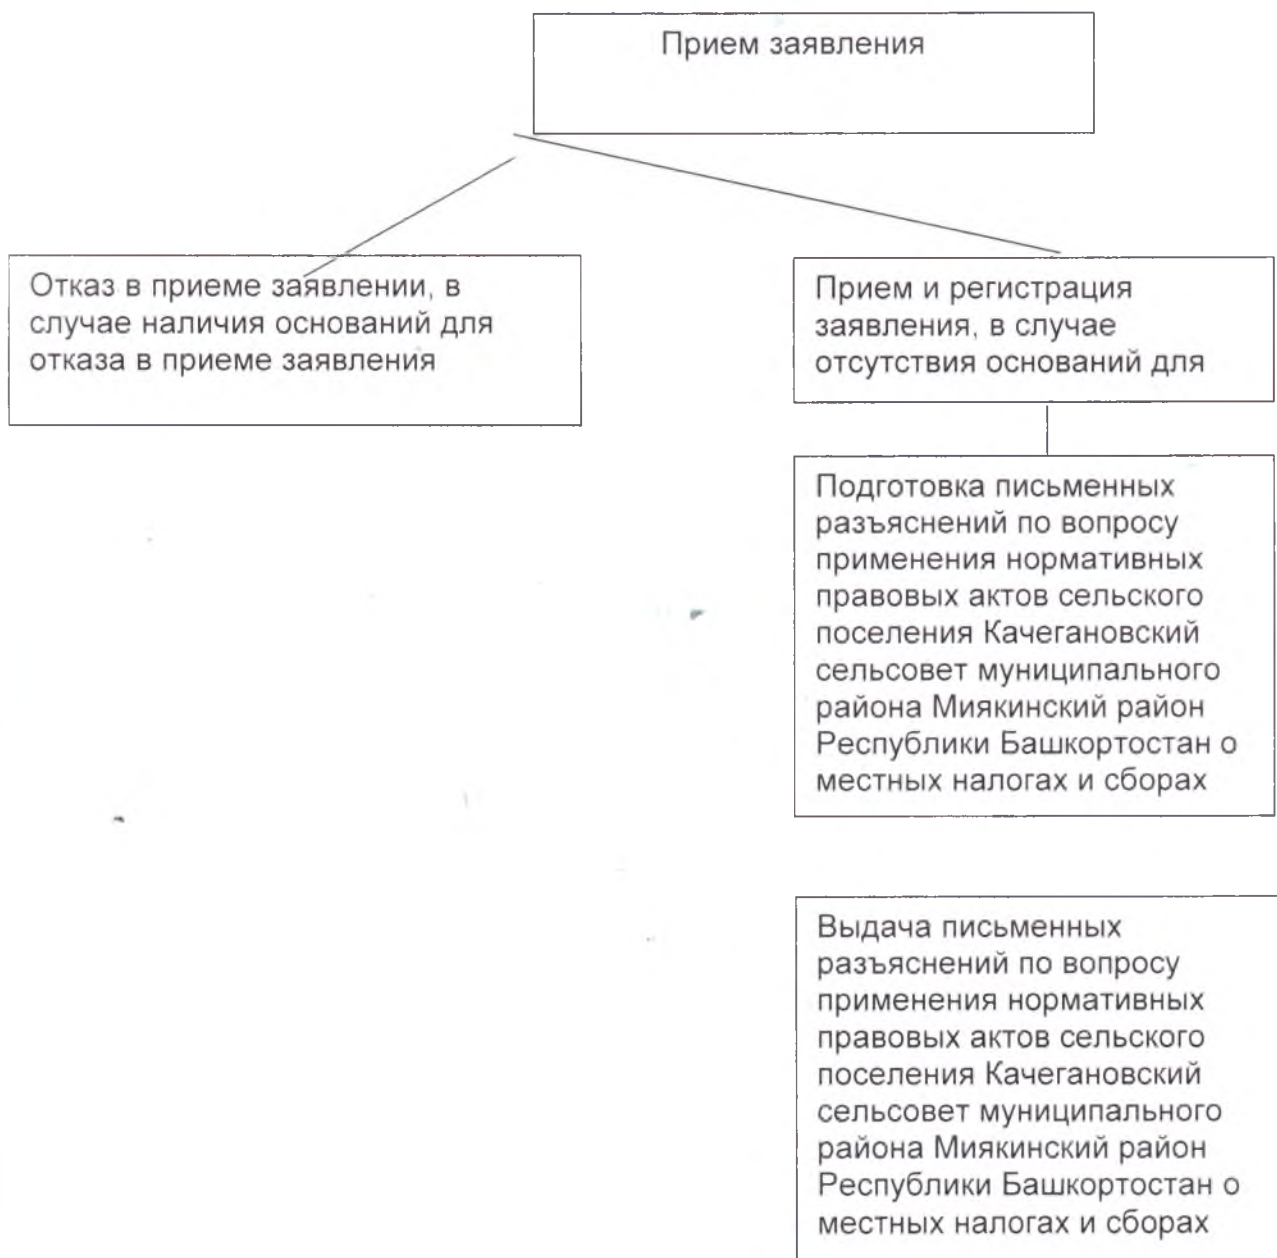 Прием заявления
Отказ в приеме заявлении, в
случае наличия оснований для
отказа в приеме заявления
Прием и регистрация
заявления, в случае
отсутствия оснований для
Подготовка письменных
разъяснений по вопросу
применения нормативных
правовых актов сельского
поселения Качегановский
сельсовет муниципального
района Миякинский район
Республики Башкортостан о
местных налогах и сборах
Выдача письменных
разъяснений по вопросу
применения нормативных
правовых актов сельского
поселения Качегановский
сельсовет муниципального
района Миякинский район
Республики Башкортостан о
местных налогах и сборах